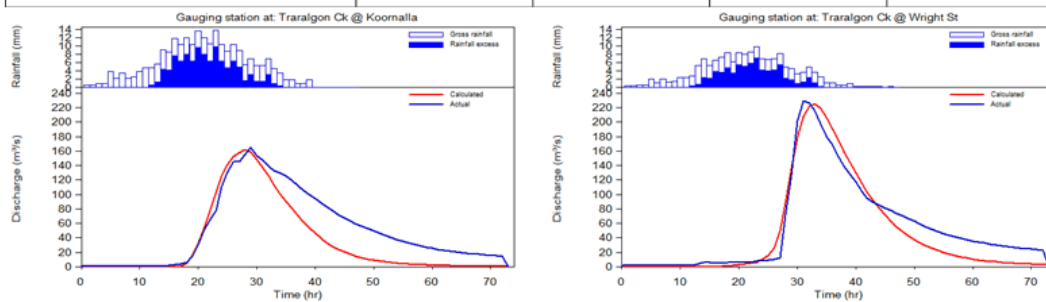 Gauging station at: Traralgon Ck @ Koornalla
Rainfall (mm)
14
12
10
8
6
4
2
0
Gross rainfall
Rainfall excess
Discharge (m³/s)
240
220
200
180
160
140
120
100
80
60
40
20
0
Calculated
Actual
0 10 20 30 40 50 60 70
Time (hr)
Gauging station at: Traralgon Ck @ Wright St
Rainfall (mm)
14
12
10
8
6
4
2
0
Gross rainfall
Rainfall excess
Discharge (m³/s)
240
220
200
180
160
140
120
100
80
60
40
20
0
Calculated
Actual
0 10 20 30 40 50 60 70
Time (hr)